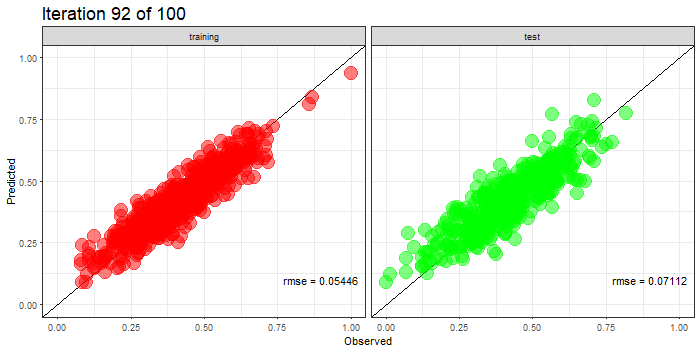 Iteration 92 of 100
training
test
1.00
0.75
0.50
0.25
0.00
Predicted
rmse = 0.05446
rmse = 0.07112
0.00 0.25 0.50 0.75 1.00 0.00 0.25 0.50 0.75 1.00
Observed